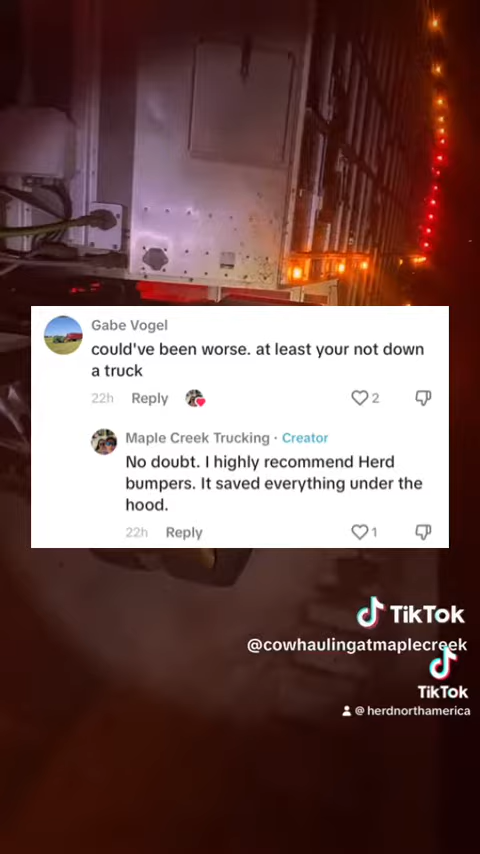 Gabe Vogel
could've been worse. at least your not down
a truck
22h Reply 2
Maple Creek Trucking · Creator
No doubt. I highly recommend Herd
bumpers. It saved everything under the
hood.
22h Reply 1
TikTok
@cowhaulingatmaplecreek
TikTok
@herdnorthamerica